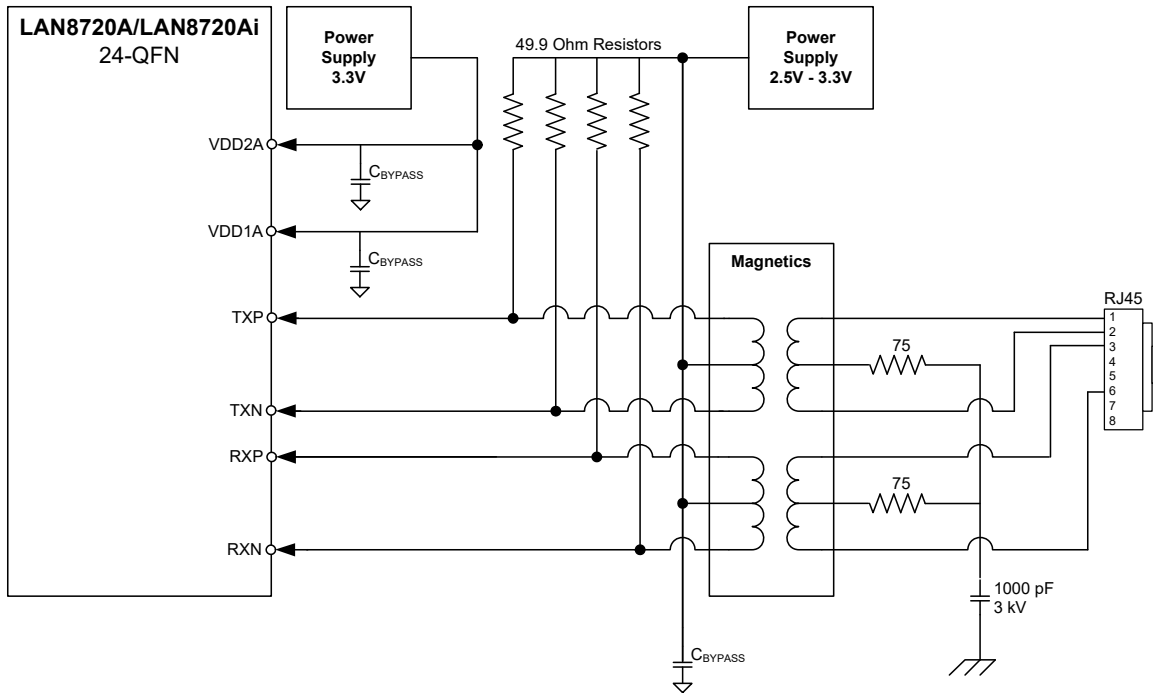 LAN8720A/LAN8720Ai
24-QFN
Power
Supply
3.3V
49.9 Ohm Resistors
Power
Supply
2.5V - 3.3V
VDD2A
CBYPASS
VDD1A
CBYPASS
Magnetics
TXP
RJ45
1
2
3
4
5
6
7
8
75
TXN
RXP
75
RXN
1000 pF
3 kV
CBYPASS